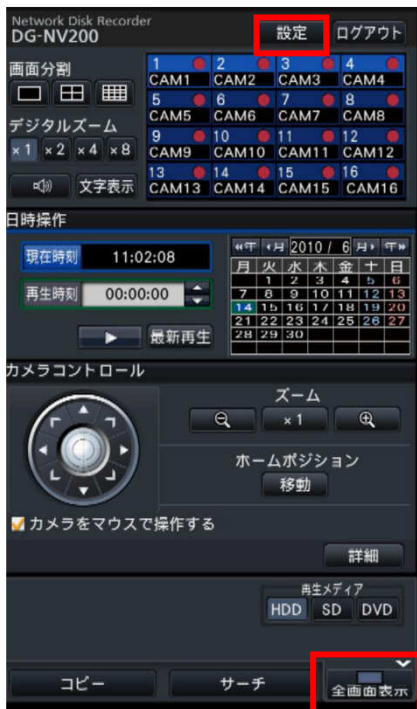 Network Disk Recorder
DG-NV200
設定
ログアウト
画面分割
1 2 3 4
CAM1 CAM2 CAM3 CAM4
5 6 7 8
CAM5 CAM6 CAM7 CAM8
デジタルズーム
×1 ×2 ×4 ×8
9 10 11 12
CAM9 CAM10 CAM11 CAM12
文字表示
13 14 15 16
CAM13 CAM14 CAM15 CAM16
日時操作
現在時刻 11:02:08
再生時刻 00:00:00
最新再生
«年 ‹月 2010 / 6 月› 年»
月 火 水 木 金 土 日
1 2 3 4 5 6
7 8 9 10 11 12 13
14 15 16 17 18 19 20
21 22 23 24 25 26 27
28 29 30
カメラコントロール
ズーム
×1
ホームポジション
移動
カメラをマウスで操作する
詳細
再生メディア
HDD SD DVD
コピー サーチ 全画面表示